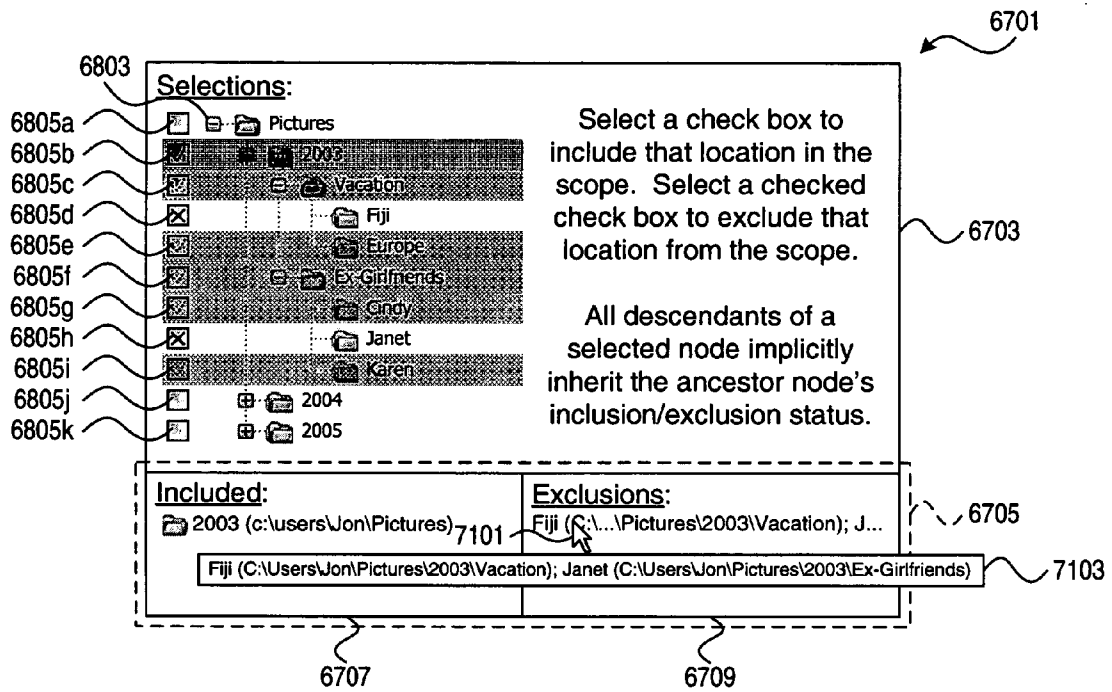 6701
6803
Selections:
6805a
Pictures
6805b
2003
6805c
Vacation
6805d
Fiji
6805e
Europe
6805f
Ex-Girlfriends
6805g
Cindy
6805h
Janet
6805i
Karen
6805j
2004
6805k
2005
Select a check box to
include that location in the
scope. Select a checked
check box to exclude that
location from the scope.
All descendants of a
selected node implicitly
inherit the ancestor node's
inclusion/exclusion status.
6703
Included:
2003 (c:\users\Jon\Pictures)
7101
Exclusions:
Fiji (C:\...\Pictures\2003\Vacation); J...
6705
Fiji (C:\Users\Jon\Pictures\2003\Vacation); Janet (C:\Users\Jon\Pictures\2003\Ex-Girlfriends)
7103
6707
6709